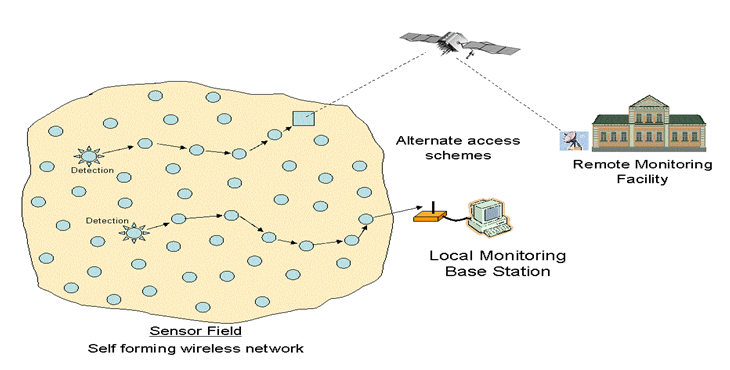 Alternate access
schemes
Remote Monitoring
Facility
Detection
Detection
Local Monitoring
Base Station
Sensor Field
Self forming wireless network